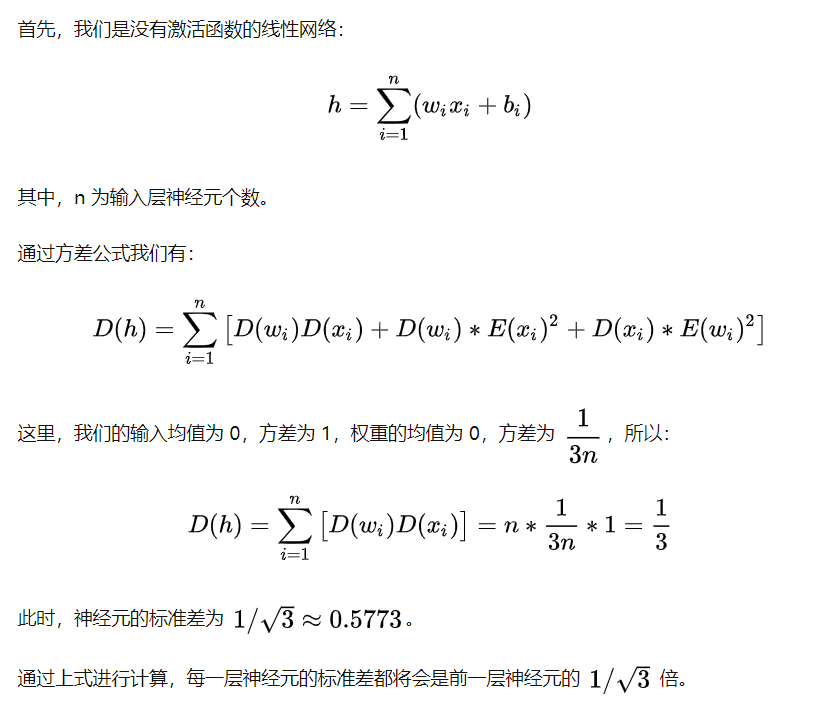 首先，我们是没有激活函数的线性网络：
$$h = \sum_{i=1}^{n} (w_i x_i + b_i)$$
其中，n 为输入层神经元个数。
通过方差公式我们有：
$$D(h) = \sum_{i=1}^{n} \left[ D(w_i)D(x_i) + D(w_i) * E(x_i)^2 + D(x_i) * E(w_i)^2 \right]$$
这里，我们的输入均值为 0，方差为 1，权重的均值为 0，方差为 $\frac{1}{3n}$，所以：
$$D(h) = \sum_{i=1}^{n} \left[ D(w_i)D(x_i) \right] = n * \frac{1}{3n} * 1 = \frac{1}{3}$$
此时，神经元的标准差为 $1/\sqrt{3} \approx 0.5773$。
通过上式进行计算，每一层神经元的标准差都将会是前一层神经元的 $1/\sqrt{3}$ 倍。